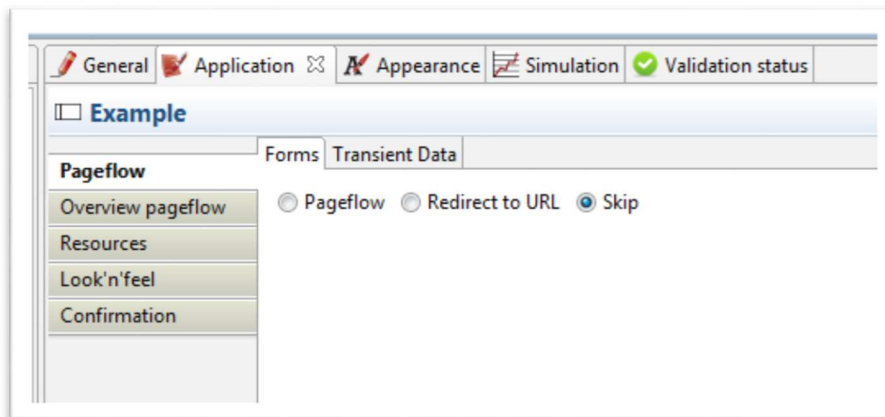 General Application Appearance Simulation Validation status
Example
Pageflow
Overview pageflow
Resources
Look'n'feel
Confirmation
Forms Transient Data
Pageflow Redirect to URL Skip